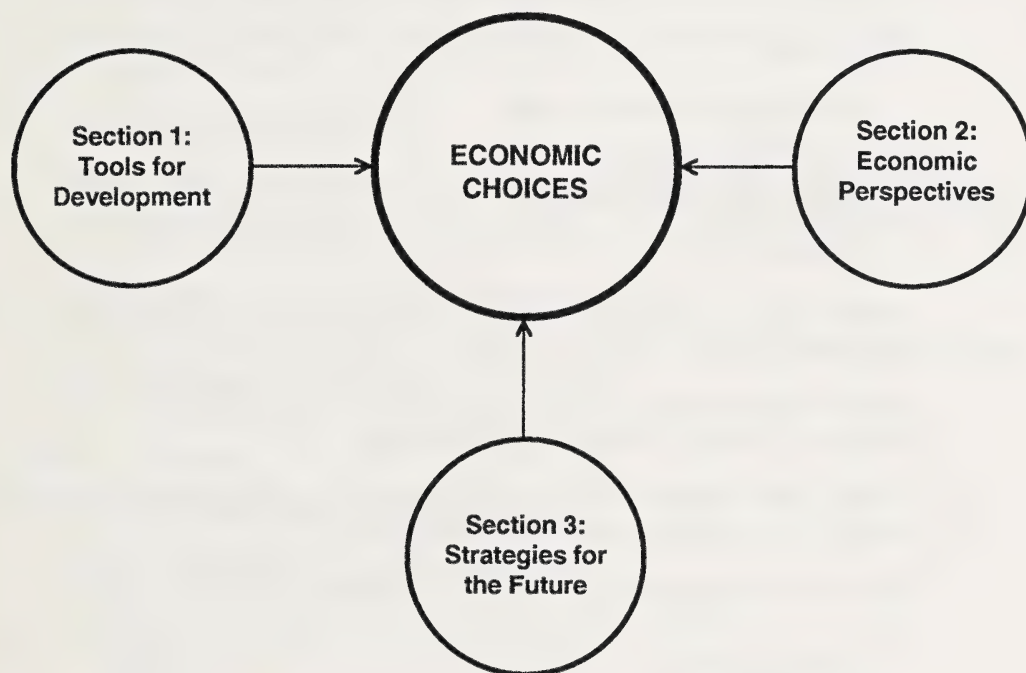 Section 1:
Tools for
Development
ECONOMIC
CHOICES
Section 2:
Economic
Perspectives
Section 3:
Strategies for
the Future